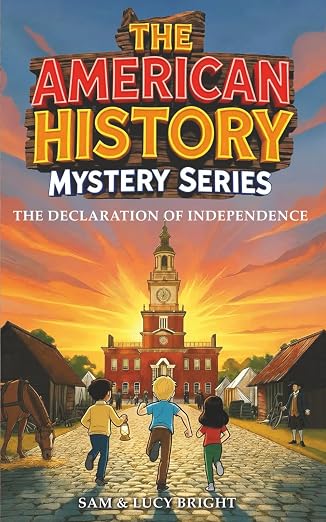 THE
AMERICAN
HISTORY
MYSTERY SERIES
THE DECLARATION OF INDEPENDENCE
SAM & LUCY BRIGHT